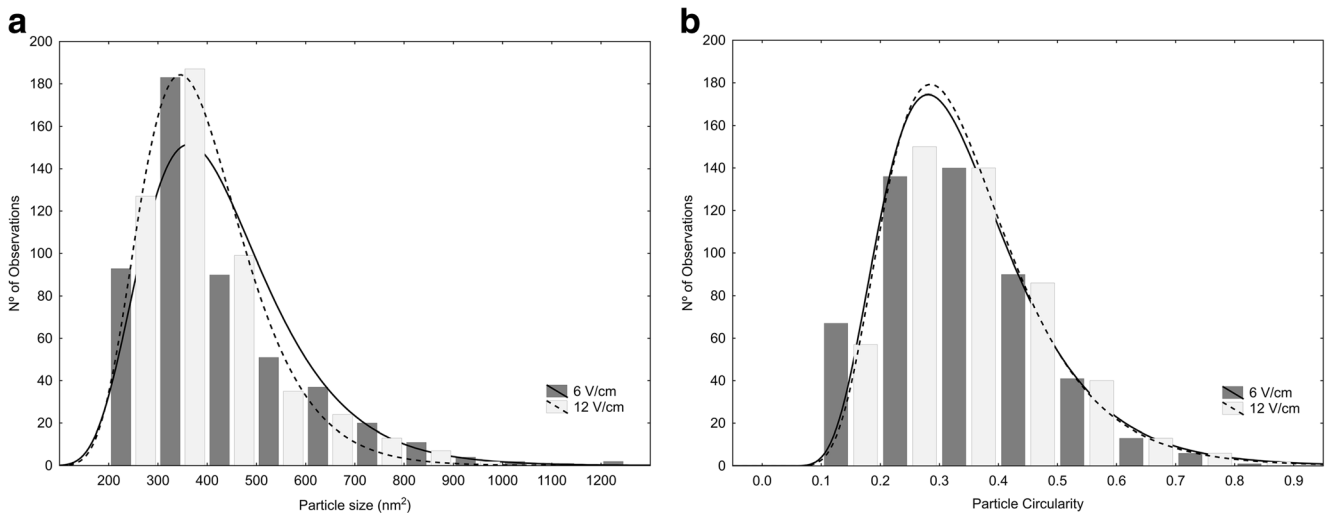 a
200
180
160
140
120
100
80
60
40
20
0
Nº of Observations
200 300 400 500 600 700 800 900 1000 1100 1200
Particle size (nm²)
6 V/cm
12 V/cm
b
200
180
160
140
120
100
80
60
40
20
0
Nº of Observations
0.0 0.1 0.2 0.3 0.4 0.5 0.6 0.7 0.8 0.9
Particle Circularity
6 V/cm
12 V/cm